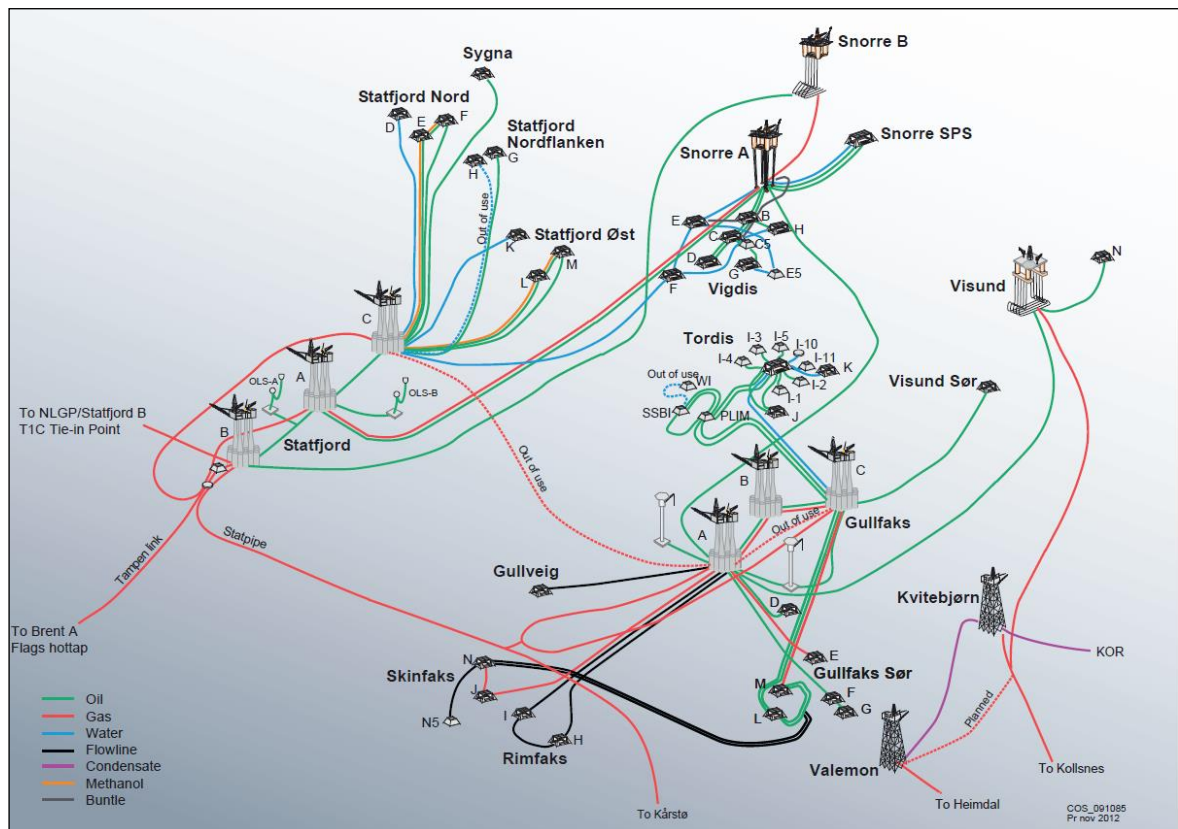 Snorre B
Sygna
Statfjord Nord
D
E
F
Statfjord
Nordflanken
G
H
Out of use
Snorre A
Snorre SPS
E
B
H
C
C5
D
G
E5
F
Vigdis
K
Statfjord Øst
M
L
N
Visund
C
A
B
OLS-A
OLS-B
Statfjord
To NLGP/Statfjord B
T1C Tie-in Point
Tordis
I-3
I-5
I-10
I-4
I-11
K
I-2
I-1
J
Out of use
WI
SSBI
PLIM
Visund Sør
Out of use
B
C
Gullfaks
Out of use
A
Statpipe
Tampen link
Gullveig
D
Kvitebjørn
To Brent A
Flags hottap
KOR
E
Gullfaks Sør
Skinfaks
N
J
N5
I
H
Rimfaks
M
L
F
G
Planned
Valemon
To Kollsnes
To Heimdal
To Kårstø
Oil
Gas
Water
Flowline
Condensate
Methanol
Buntle
COS_091085
Pr nov 2012